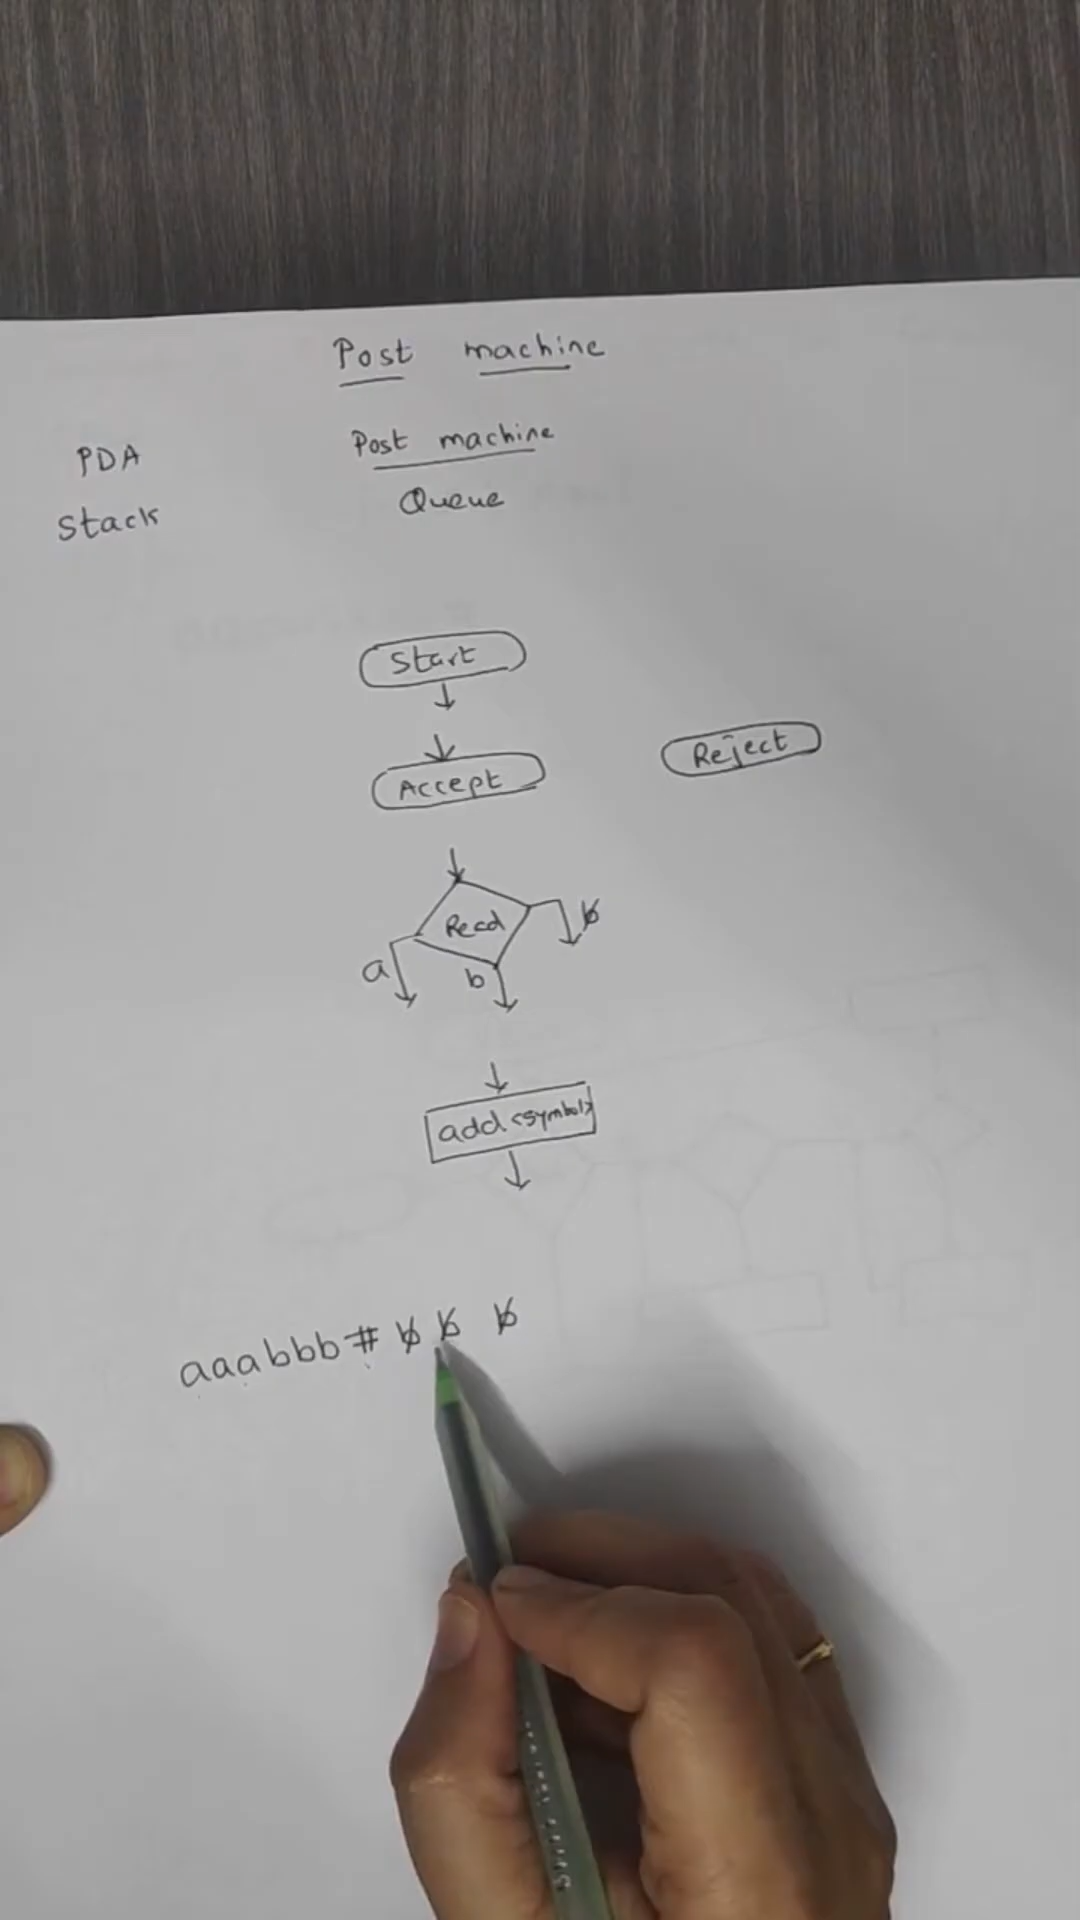 Post machine
PDA Post machine
Stack Queue
Start
Accept Reject
Read ƀ
a b
add <symbol>
aaabbb# ƀ ƀ ƀ